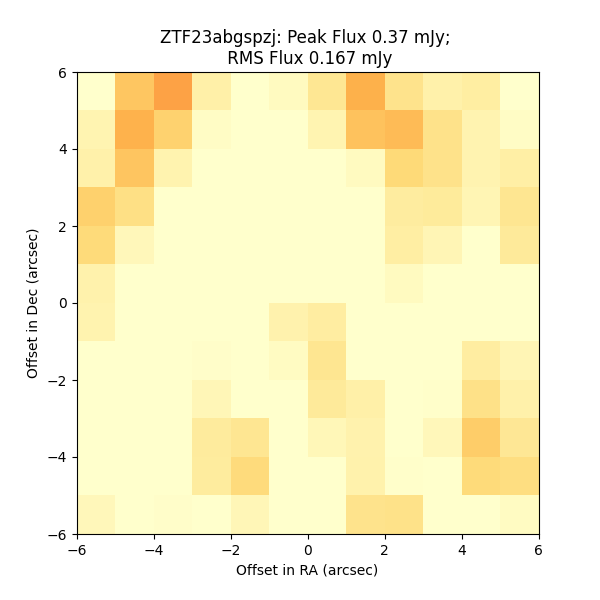 ZTF23abgspzj: Peak Flux 0.37 mJy;
RMS Flux 0.167 mJy
6
4
2
0
−2
−4
−6
Offset in Dec (arcsec)
−6 −4 −2 0 2 4 6
Offset in RA (arcsec)